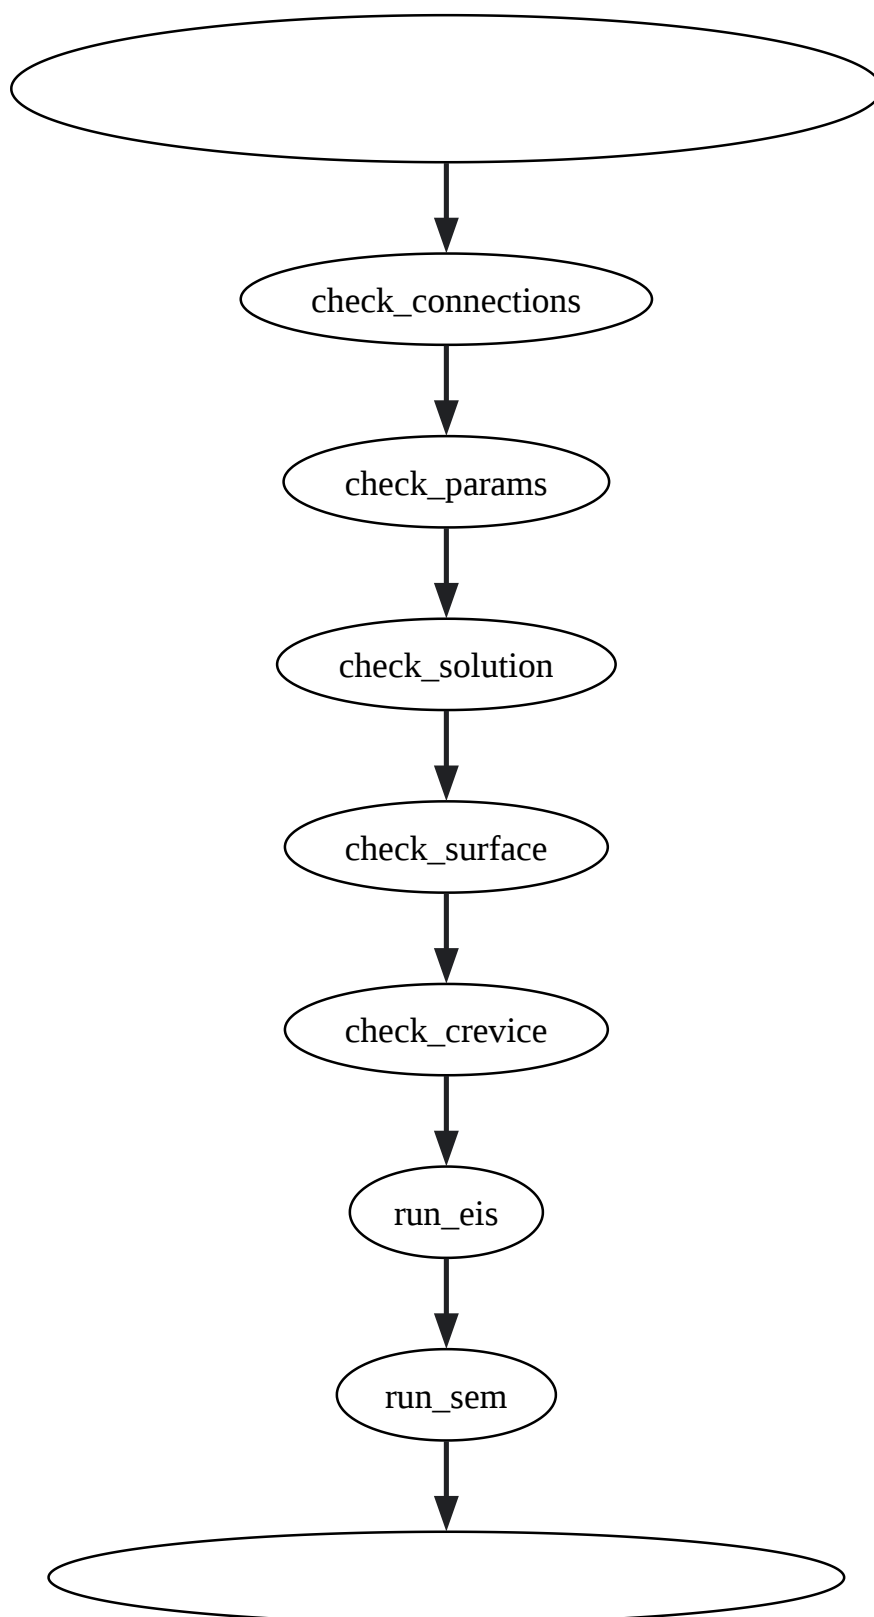 check_connections
check_params
check_solution
check_surface
check_crevice
run_eis
run_sem